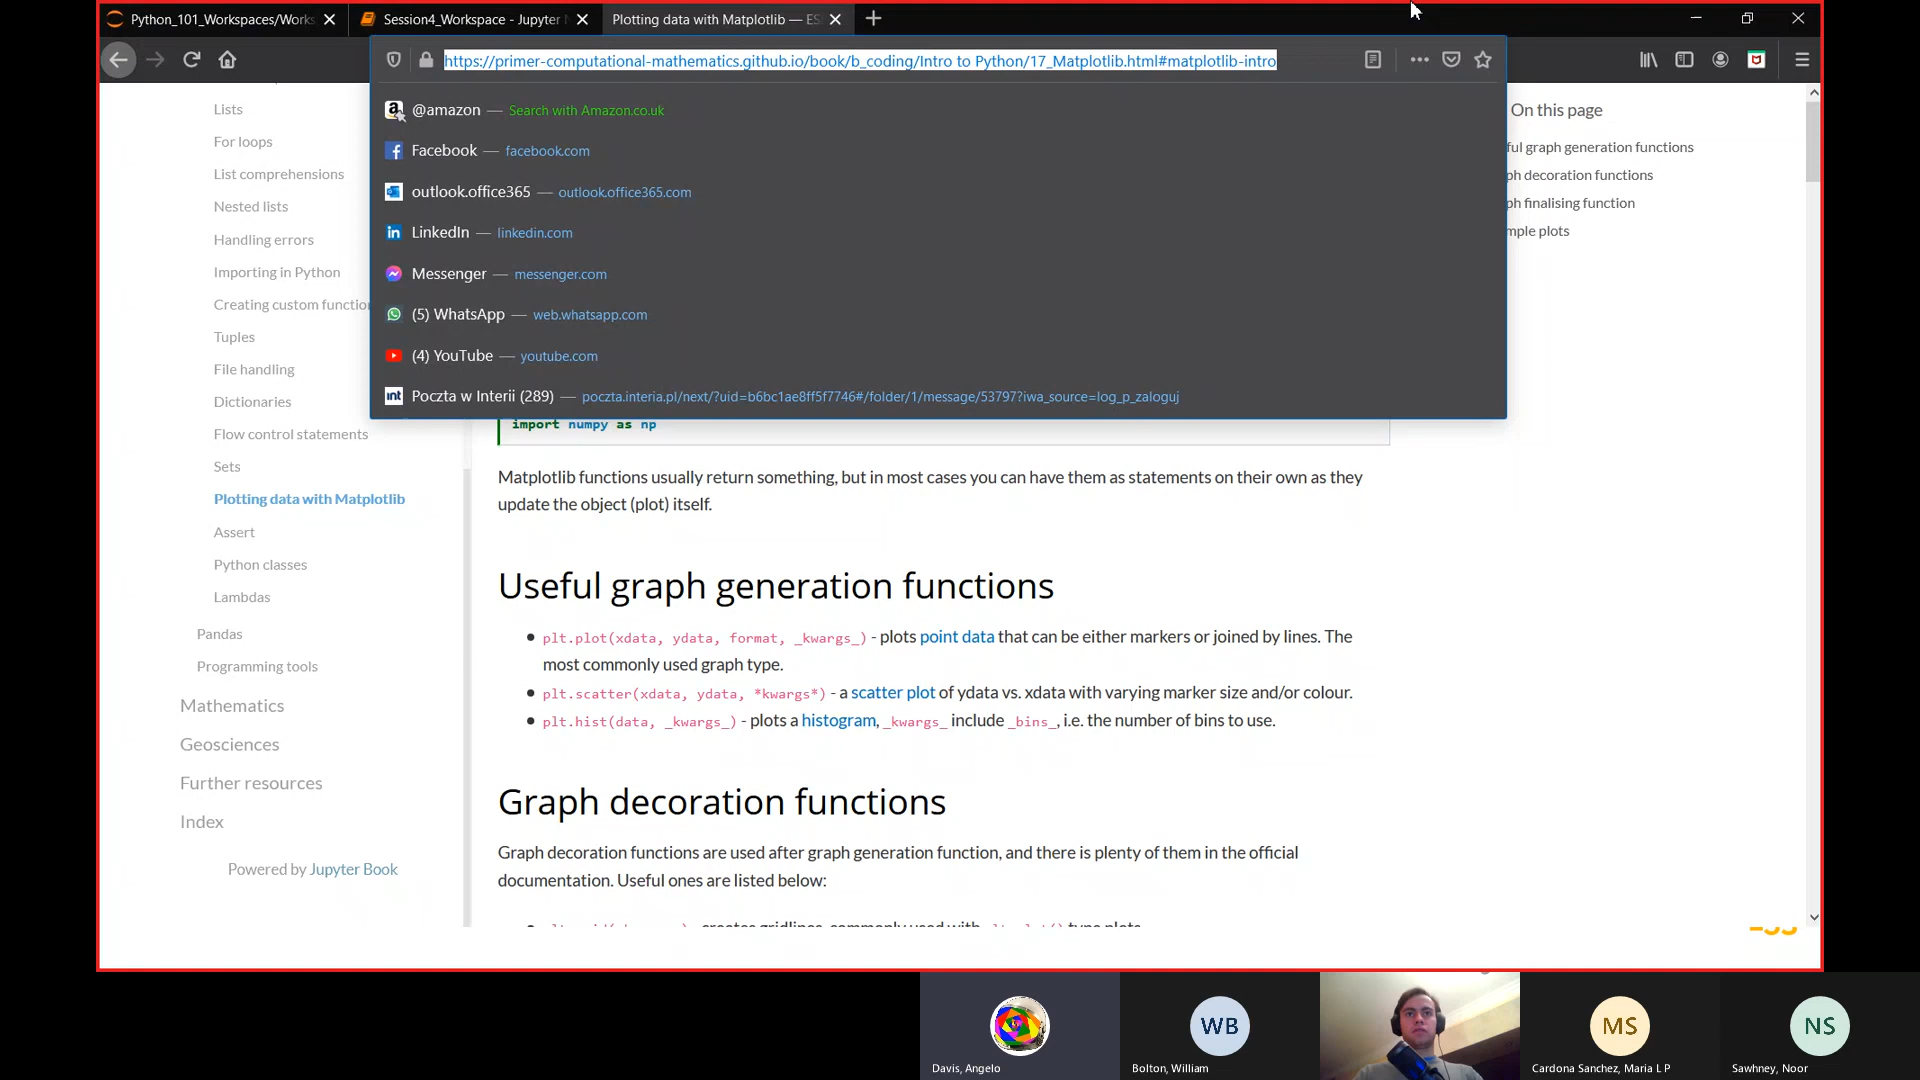 Python_101_Workspaces/Works
Session4_Workspace - Jupyter
Plotting data with Matplotlib — ES
https://primer-computational-mathematics.github.io/book/b_coding/Intro to Python/17_Matplotlib.html#matplotlib-intro
@amazon — Search with Amazon.co.uk
Facebook — facebook.com
outlook.office365 — outlook.office365.com
LinkedIn — linkedin.com
Messenger — messenger.com
(5) WhatsApp — web.whatsapp.com
(4) YouTube — youtube.com
int Poczta w Interii (289) — poczta.interia.pl/next/?uid=b6bc1ae8ff5f7746#/folder/1/message/53797?iwa_source=log_p_zaloguj
Lists
For loops
List comprehensions
Nested lists
Handling errors
Importing in Python
Creating custom function
Tuples
File handling
Dictionaries
Flow control statements
Sets
Plotting data with Matplotlib
Assert
Python classes
Lambdas
Pandas
Programming tools
Mathematics
Geosciences
Further resources
Index
Powered by Jupyter Book
import numpy as np
Matplotlib functions usually return something, but in most cases you can have them as statements on their own as they
update the object (plot) itself.
Useful graph generation functions
plt.plot(xdata, ydata, format, _kwargs_) - plots point data that can be either markers or joined by lines. The
most commonly used graph type.
plt.scatter(xdata, ydata, *kwargs*) - a scatter plot of ydata vs. xdata with varying marker size and/or colour.
plt.hist(data, _kwargs_) - plots a histogram, _kwargs_ include _bins_, i.e. the number of bins to use.
Graph decoration functions
Graph decoration functions are used after graph generation function, and there is plenty of them in the official
documentation. Useful ones are listed below:
creates gridlines, commonly used with plt.plot() type plots
On this page
ful graph generation functions
ph decoration functions
ph finalising function
mple plots
Davis, Angelo
WB
Bolton, William
MS
Cardona Sanchez, Maria L P
NS
Sawhney, Noor